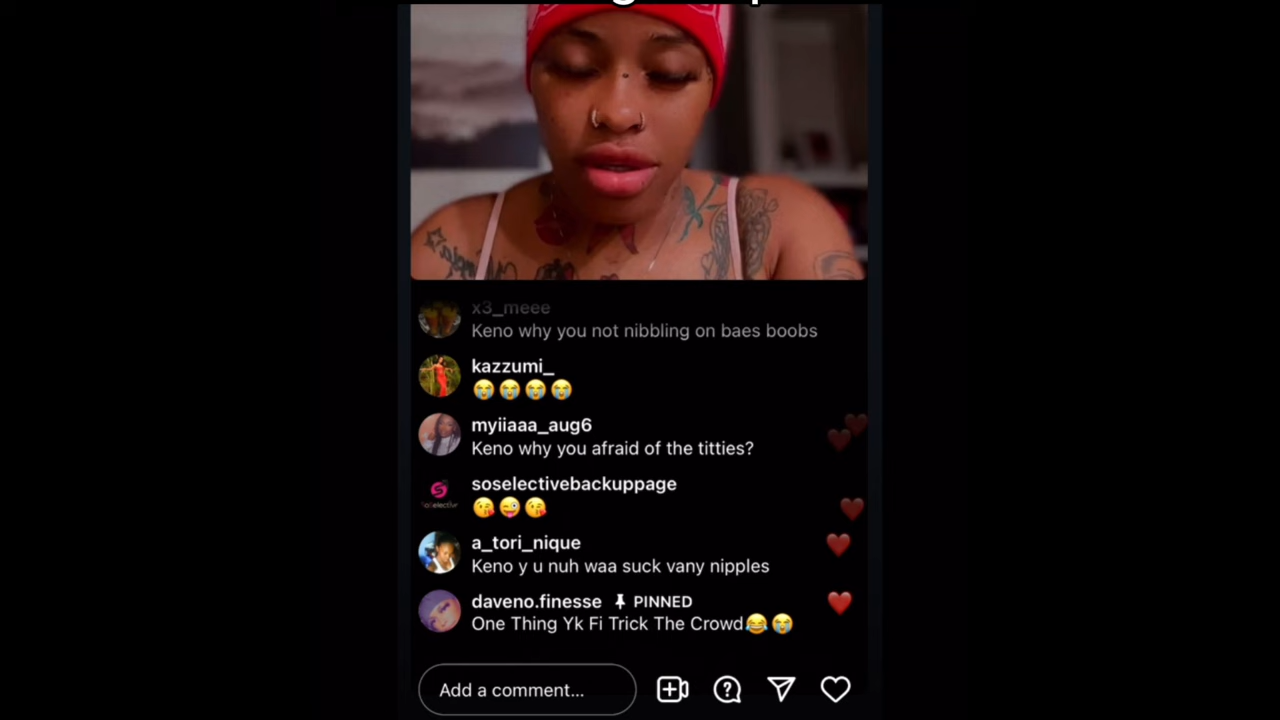 x3_meee
Keno why you not nibbling on baes boobs
kazzumi_
😭😭😭😭
myiiaaa_aug6
Keno why you afraid of the titties?
soselectivebackuppage
😘😜😘
a_tori_nique
Keno y u nuh waa suck vany nipples
daveno.finesse PINNED
One Thing Yk Fi Trick The Crowd😂😭
Add a comment...